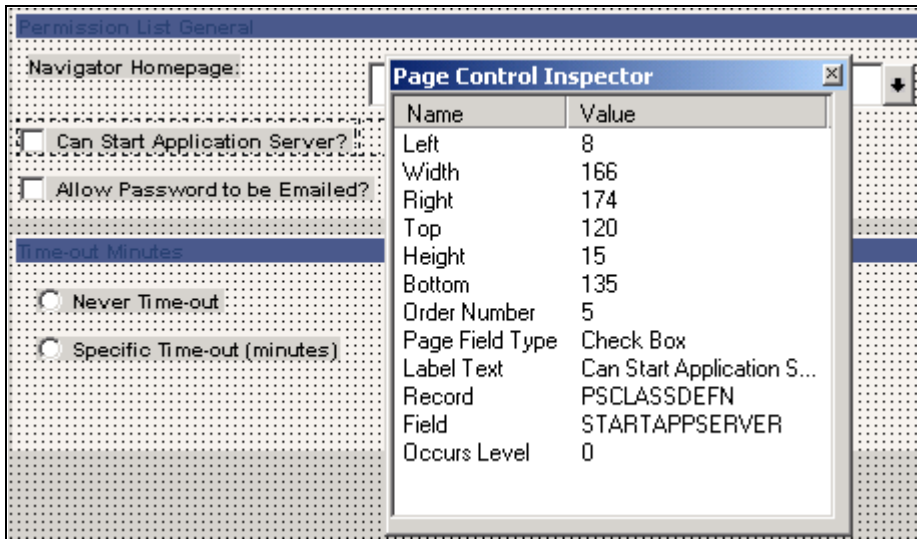 Permission List General
Navigator Homepage:
Can Start Application Server?
Allow Password to be Emailed?
Time-out Minutes
Never Time-out
Specific Time-out (minutes)
Page Control Inspector
Name Value
Left 8
Width 166
Right 174
Top 120
Height 15
Bottom 135
Order Number 5
Page Field Type Check Box
Label Text Can Start Application S...
Record PSCLASSDEFN
Field STARTAPPSERVER
Occurs Level 0